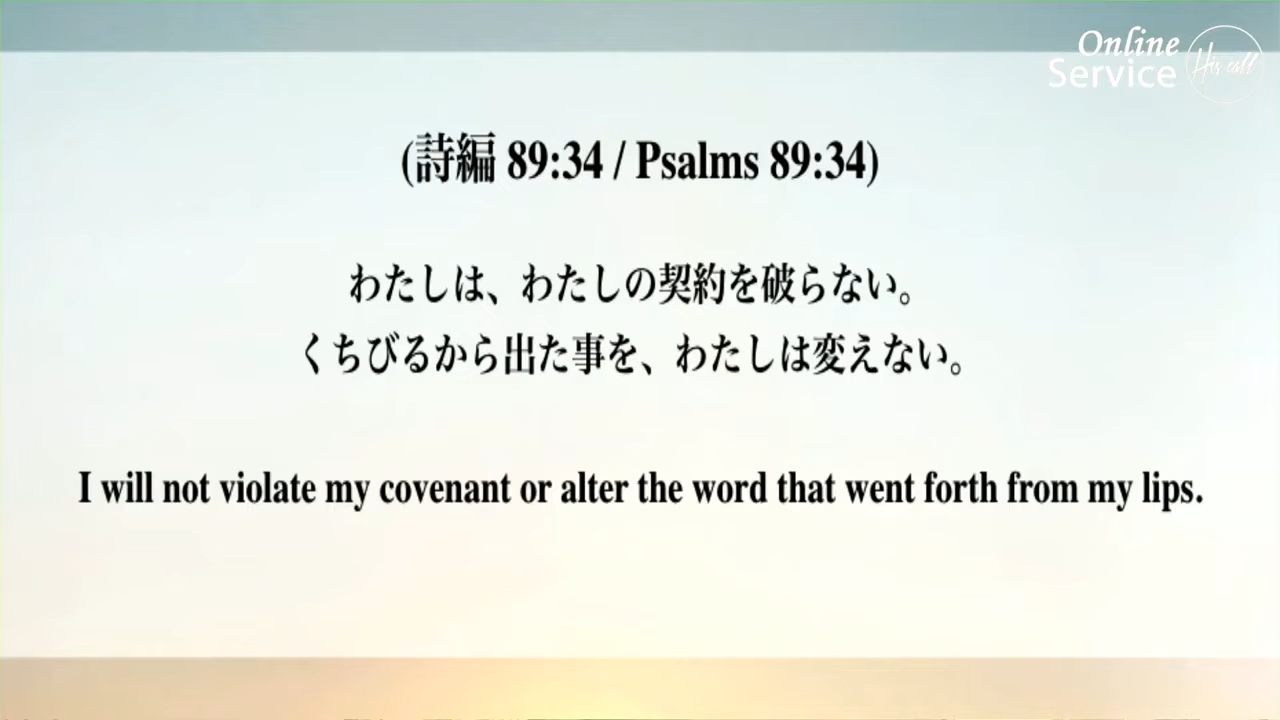 Online
Service
His call
(詩編 89:34 / Psalms 89:34)
わたしは、わたしの契約を破らない。
くちびるから出た事を、わたしは変えない。
I will not violate my covenant or alter the word that went forth from my lips.